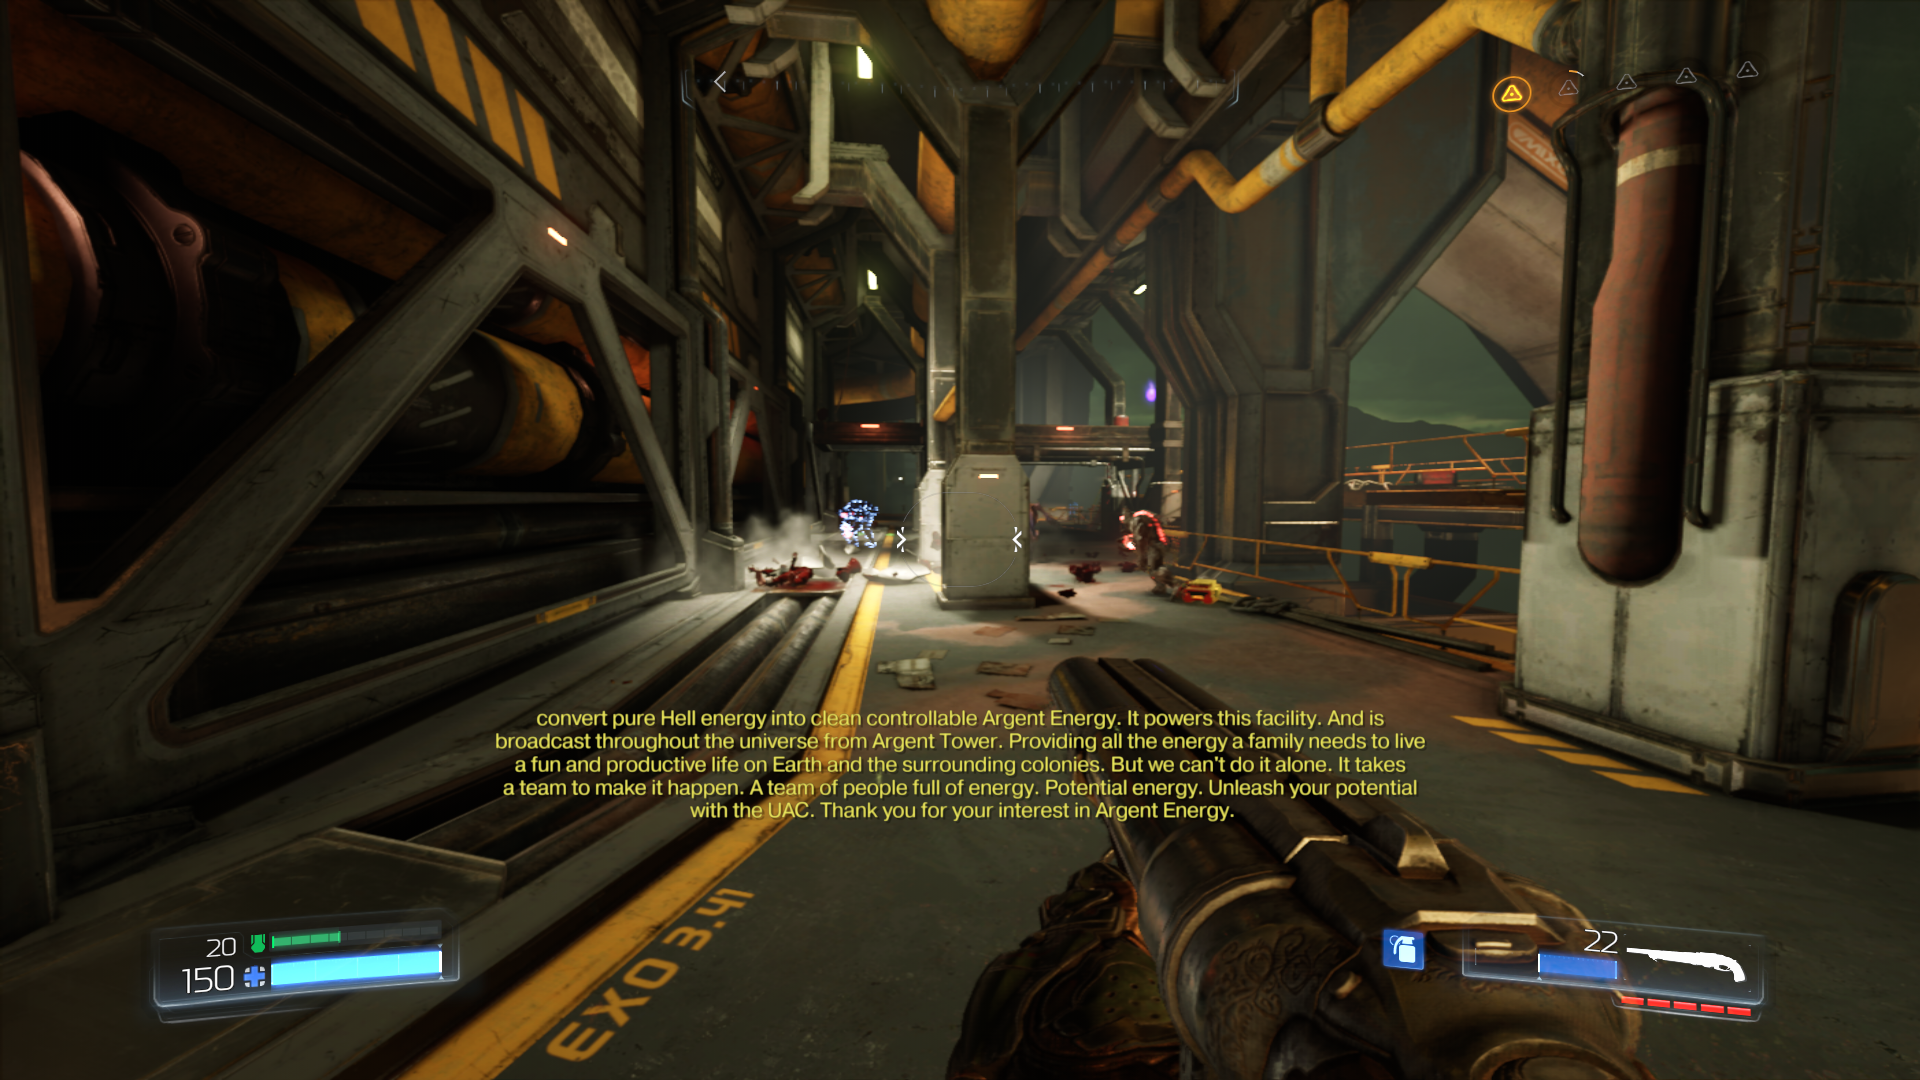 convert pure Hell energy into clean controllable Argent Energy. It powers this facility. And is
broadcast throughout the universe from Argent Tower. Providing all the energy a family needs to live
a fun and productive life on Earth and the surrounding colonies. But we can't do it alone. It takes
a team to make it happen. A team of people full of energy. Potential energy. Unleash your potential
with the UAC. Thank you for your interest in Argent Energy.
EXO 3.41
20
150
22